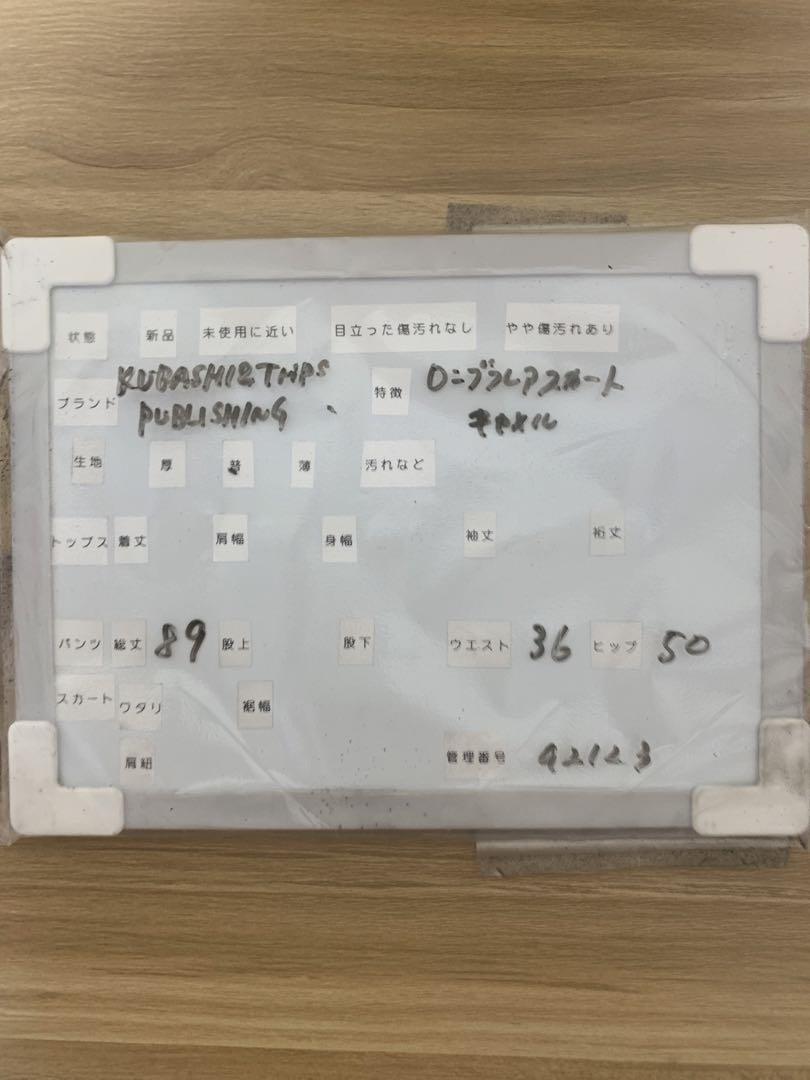 状態 新品 未使用に近い 目立った傷汚れなし やや傷汚れあり
ブランド KUBASHI&THPS 特徴 ロングフレアスカート
PUBLISHING キャメル
生地 厚 普 薄 汚れなど
トップス 着丈 肩幅 身幅 袖丈 裄丈
パンツ 総丈 89 股上 股下 ウエスト 36 ヒップ 50
スカート ワタリ 裾幅
肩紐 管理番号 92123